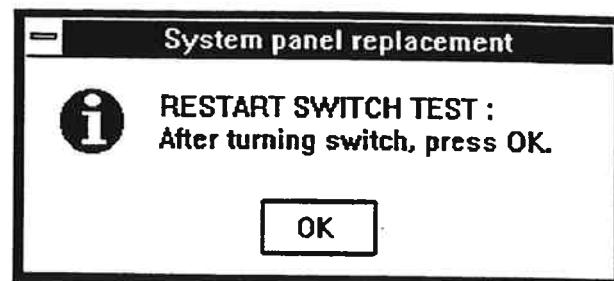 System panel replacement
RESTART SWITCH TEST :
After turning switch, press OK.
OK